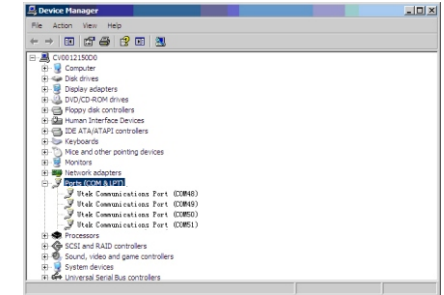 Device Manager
File Action View Help
CV0012150D0
Computer
Disk drives
Display adapters
DVD/CD-ROM drives
Floppy disk controllers
Human Interface Devices
IDE ATA/ATAPI controllers
Keyboards
Mice and other pointing devices
Monitors
Network adapters
Ports (COM & LPT)
Utek Communications Port (COM48)
Utek Communications Port (COM49)
Utek Communications Port (COM50)
Utek Communications Port (COM51)
Processors
SCSI and RAID controllers
Sound, video and game controllers
System devices
Universal Serial Bus controllers